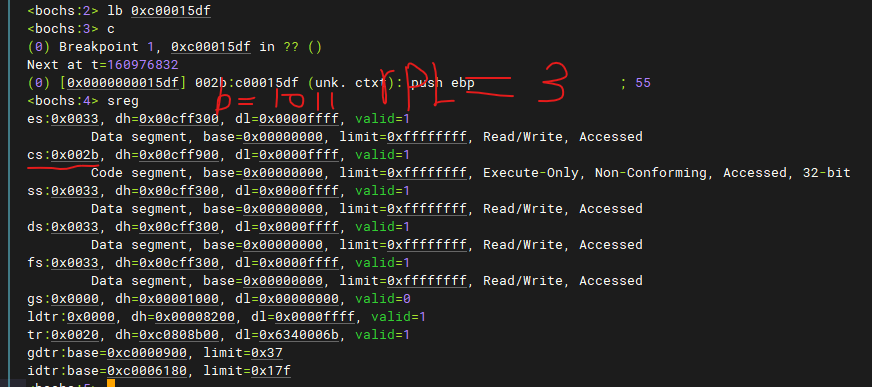 <bochs:2> lb 0xc00015df
<bochs:3> c
(0) Breakpoint 1, 0xc00015df in ?? ()
Next at t=160976832
(0) [0x0000000015df] 002b:c00015df (unk. ctxt): push ebp ; 55
rPL = 3
<bochs:4> sreg
b = 1011
es:0x0033, dh=0x00cff300, dl=0x0000ffff, valid=1
Data segment, base=0x00000000, limit=0xffffffff, Read/Write, Accessed
cs:0x002b, dh=0x00cff900, dl=0x0000ffff, valid=1
Code segment, base=0x00000000, limit=0xffffffff, Execute-Only, Non-Conforming, Accessed, 32-bit
ss:0x0033, dh=0x00cff300, dl=0x0000ffff, valid=1
Data segment, base=0x00000000, limit=0xffffffff, Read/Write, Accessed
ds:0x0033, dh=0x00cff300, dl=0x0000ffff, valid=1
Data segment, base=0x00000000, limit=0xffffffff, Read/Write, Accessed
fs:0x0033, dh=0x00cff300, dl=0x0000ffff, valid=1
Data segment, base=0x00000000, limit=0xffffffff, Read/Write, Accessed
gs:0x0000, dh=0x00001000, dl=0x00000000, valid=0
ldtr:0x0000, dh=0x00008200, dl=0x0000ffff, valid=1
tr:0x0020, dh=0xc0808b00, dl=0x6340006b, valid=1
gdtr:base=0xc0000900, limit=0x37
idtr:base=0xc0006180, limit=0x17f